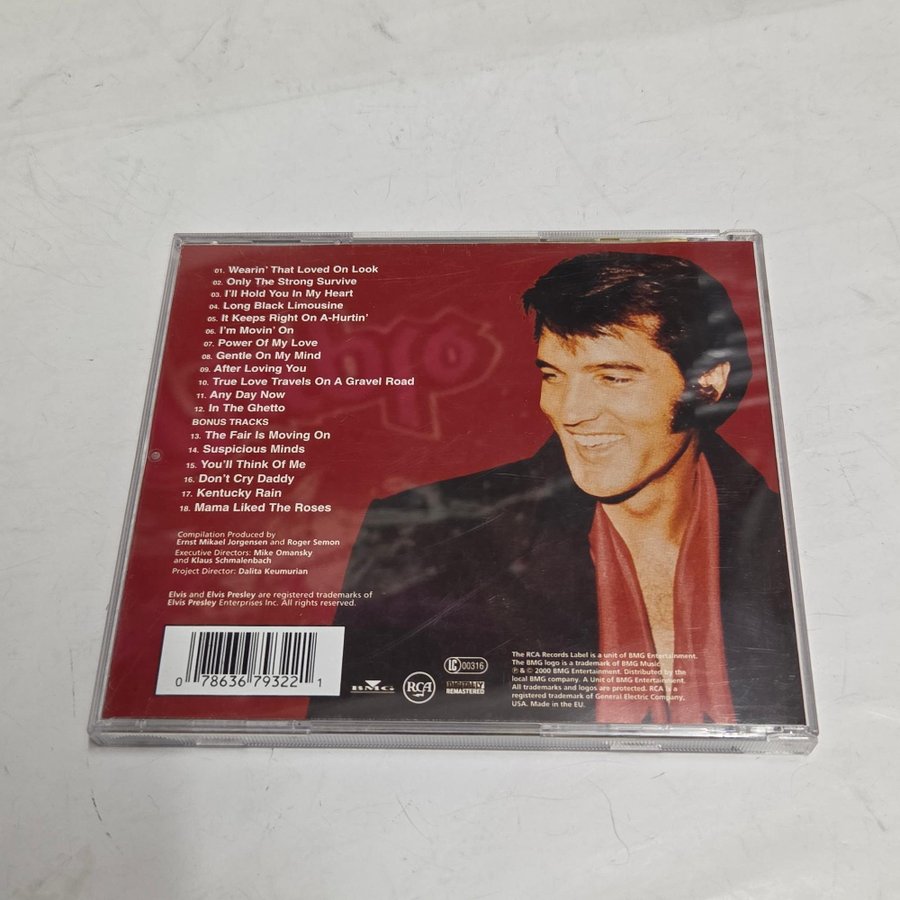 01. Wearin' That Loved On Look
02. Only The Strong Survive
03. I'll Hold You In My Heart
04. Long Black Limousine
05. It Keeps Right On A-Hurtin'
06. I'm Movin' On
07. Power Of My Love
08. Gentle On My Mind
09. After Loving You
10. True Love Travels On A Gravel Road
11. Any Day Now
12. In The Ghetto
BONUS TRACKS
13. The Fair Is Moving On
14. Suspicious Minds
15. You'll Think Of Me
16. Don't Cry Daddy
17. Kentucky Rain
18. Mama Liked The Roses
Compilation Produced by
Ernst Mikael Jorgensen and Roger Semon
Executive Directors: Mike Omansky
and Klaus Schmalenbach
Project Director: Dalita Keumurian
Elvis and Elvis Presley are registered trademarks of
Elvis Presley Enterprises Inc. All rights reserved.
0 78636 79322 1
BMG
RCA
LC 00316
DIGITALLY
REMASTERED
The RCA Records Label is a unit of BMG Entertainment.
The BMG logo is a trademark of BMG Music.
℗ & © 2000 BMG Entertainment. Distributed by the
local BMG company. A Unit of BMG Entertainment.
All trademarks and logos are protected. RCA is a
registered trademark of General Electric Company,
USA. Made in the EU.